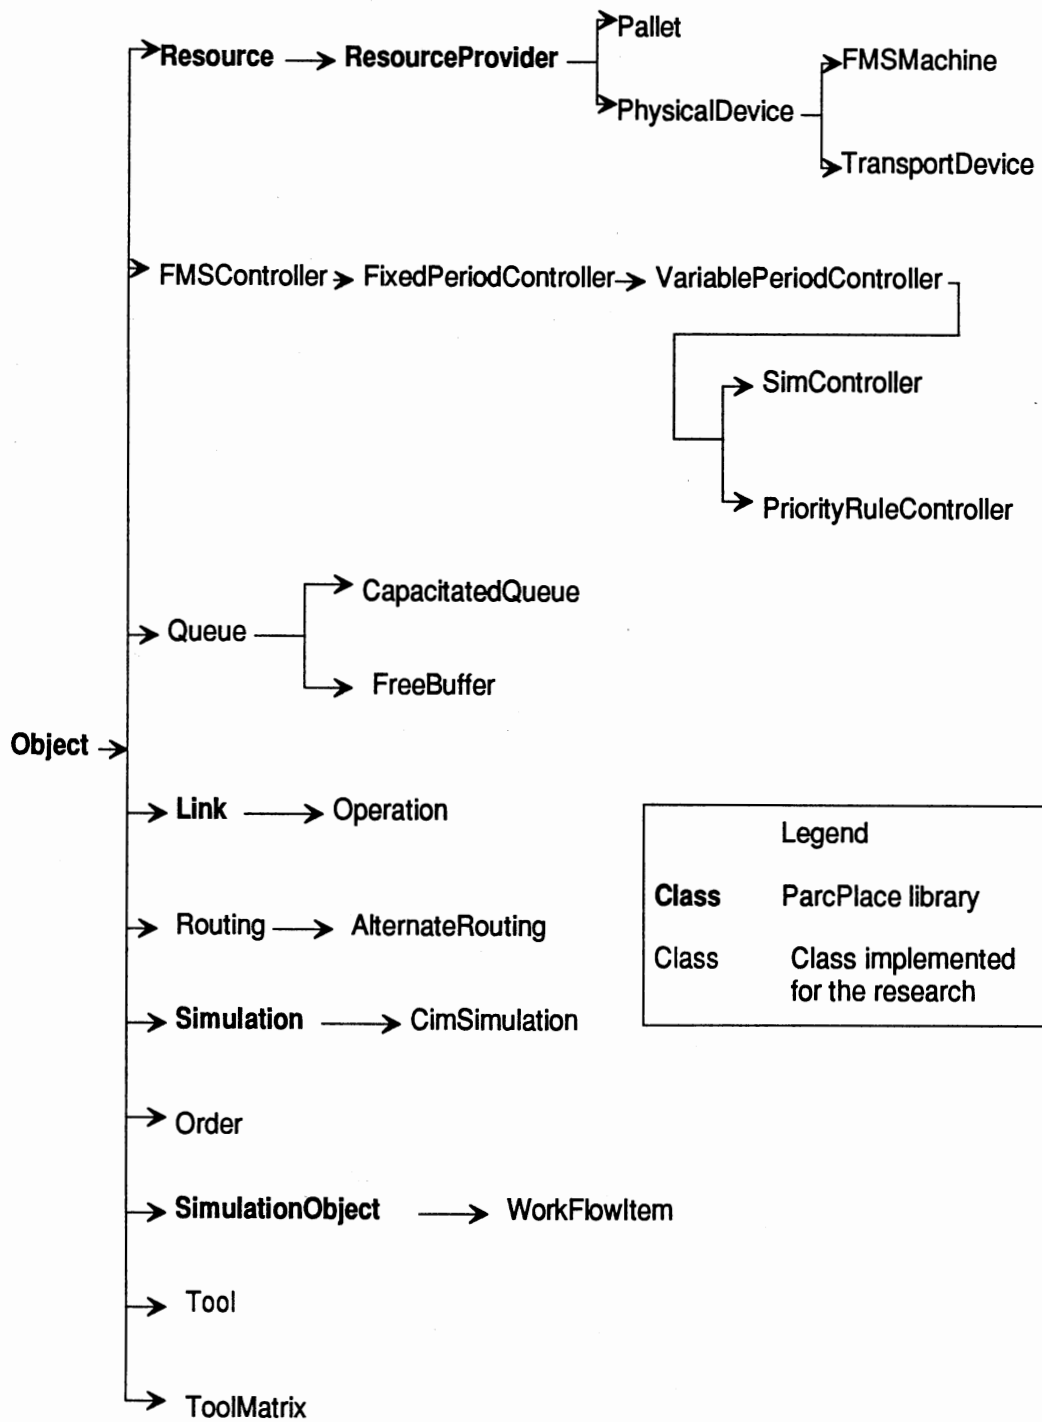 Pallet
Resource
ResourceProvider
FMSMachine
PhysicalDevice
TransportDevice
FMSController
FixedPeriodController
VariablePeriodController
SimController
PriorityRuleController
CapacitatedQueue
Queue
FreeBuffer
Object
Link
Operation
Legend
Class ParcPlace library
Routing
AlternateRouting
Class Class implemented
for the research
Simulation
CimSimulation
Order
SimulationObject
WorkFlowItem
Tool
ToolMatrix